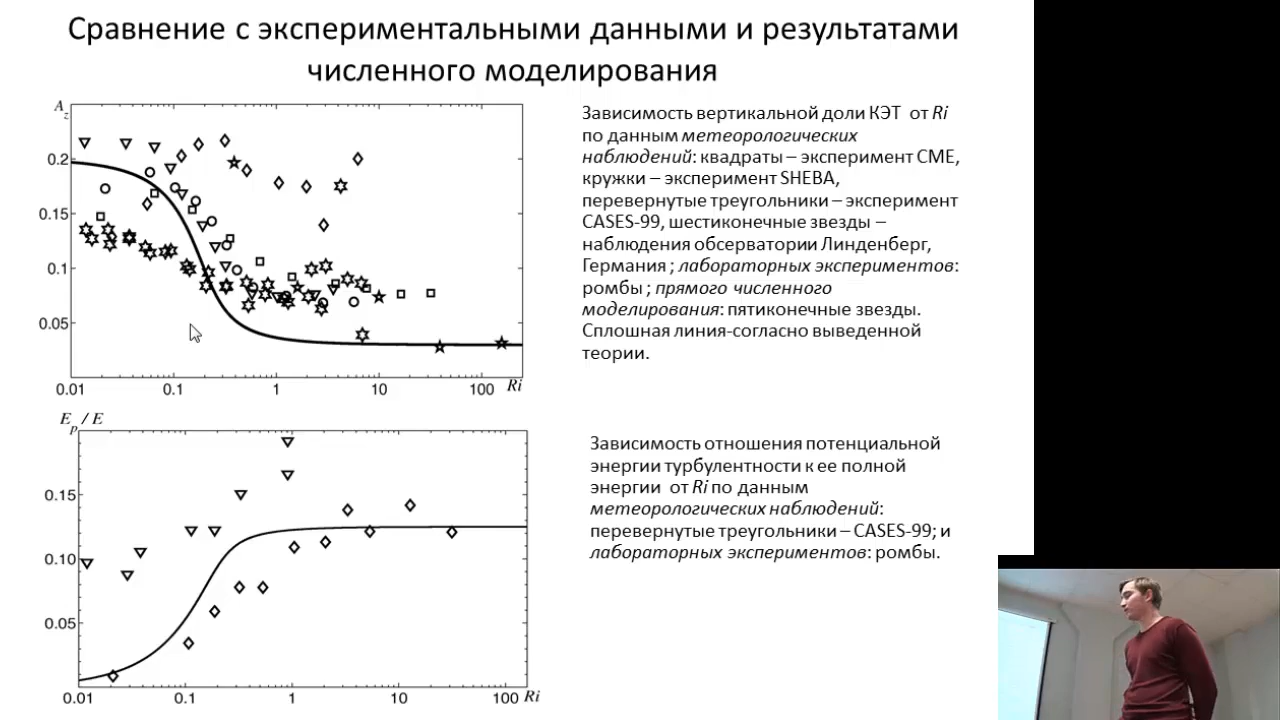 Сравнение с экспериментальными данными и результатами
численного моделирования
A
z
0.2
0.15
0.1
0.05
0.01 0.1 1 10 100 Ri
Зависимость вертикальной доли КЭТ от Ri
по данным метеорологических
наблюдений: квадраты – эксперимент CME,
кружки – эксперимент SHEBA,
перевернутые треугольники – эксперимент
CASES-99, шестиконечные звезды –
наблюдения обсерватории Линденберг,
Германия ; лабораторных экспериментов:
ромбы ; прямого численного
моделирования: пятиконечные звезды.
Сплошная линия-согласно выведенной
теории.
E_p / E
0.15
0.10
0.05
0.01 0.1 1 10 100 Ri
Зависимость отношения потенциальной
энергии турбулентности к ее полной
энергии от Ri по данным
метеорологических наблюдений:
перевернутые треугольники – CASES-99; и
лабораторных экспериментов: ромбы.